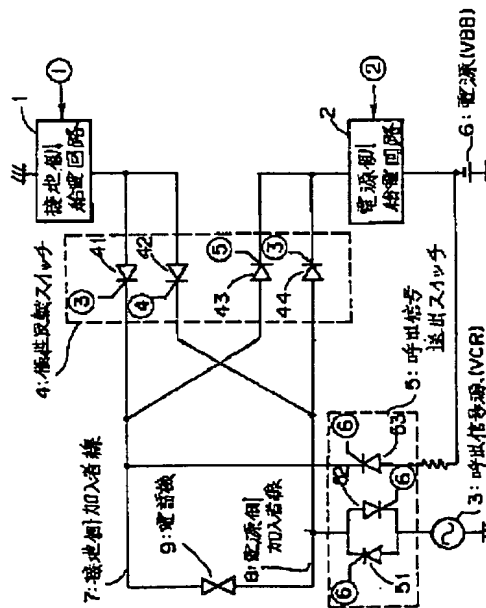 ①
1
接地側
給電回路
②
2
電源側
給電回路
6:電源(VBB)
4:極性反転スイッチ
③
41
④
42
43
⑤
44
③
7:接地側加入者線
9:電話機
8:電源側
加入者線
5:呼出信号
送出スイッチ
⑥
53
52
⑥
⑥
51
3:呼出信号源(VCR)